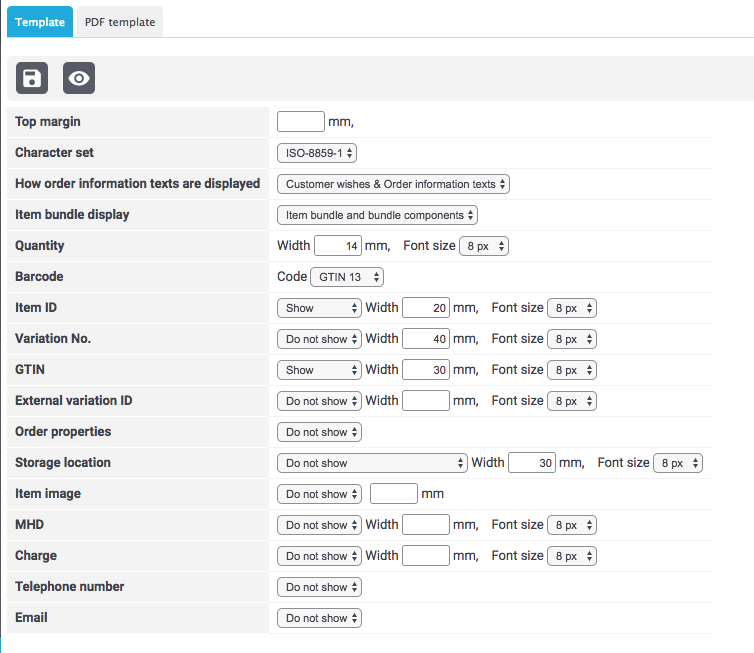 Template PDF template
Top margin mm,
Character set ISO-8859-1
How order information texts are displayed Customer wishes & Order information texts
Item bundle display Item bundle and bundle components
Quantity Width 14 mm, Font size 8 px
Barcode Code GTIN 13
Item ID Show Width 20 mm, Font size 8 px
Variation No. Do not show Width 40 mm, Font size 8 px
GTIN Show Width 30 mm, Font size 8 px
External variation ID Do not show Width mm, Font size 8 px
Order properties Do not show
Storage location Do not show Width 30 mm, Font size 8 px
Item image Do not show mm
MHD Do not show Width mm, Font size 8 px
Charge Do not show Width mm, Font size 8 px
Telephone number Do not show
Email Do not show